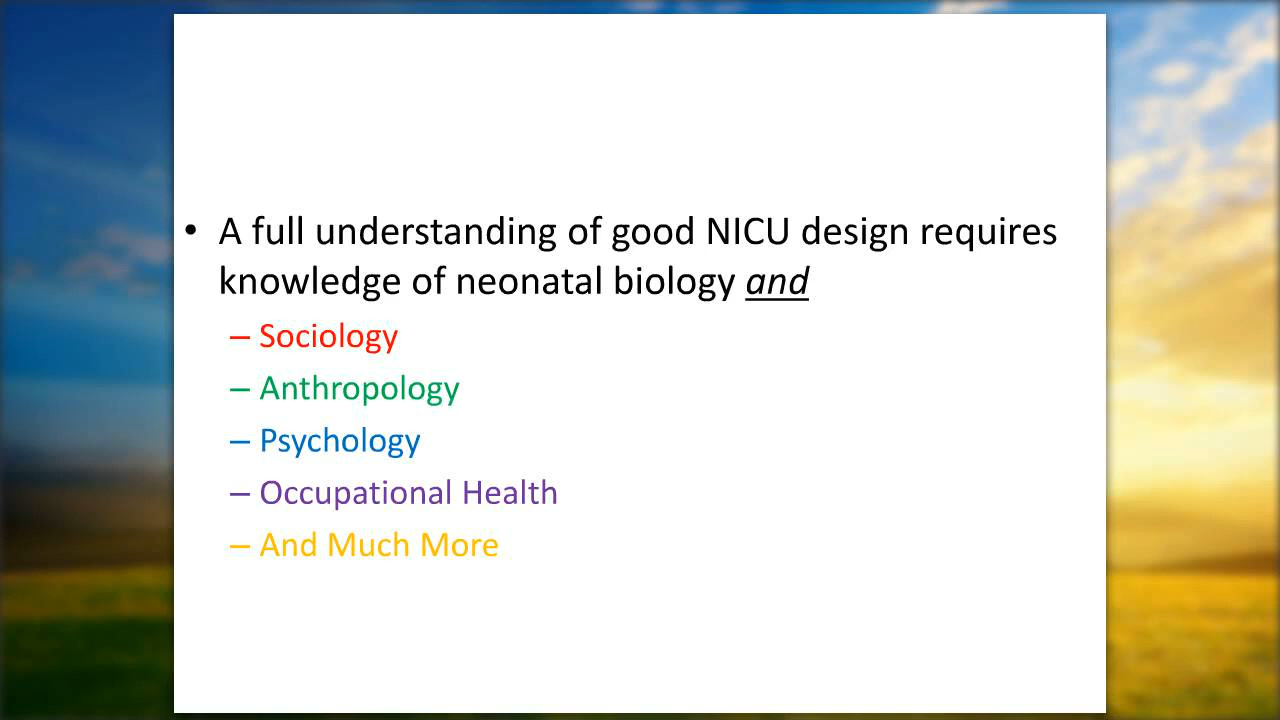 • A full understanding of good NICU design requires
knowledge of neonatal biology and
– Sociology
– Anthropology
– Psychology
– Occupational Health
– And Much More